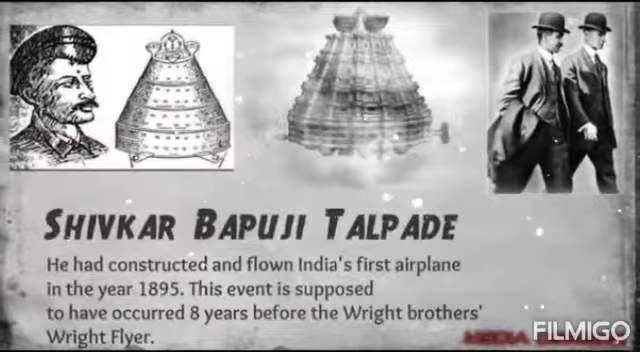 SHIVKAR BAPUJI TALPADE
He had constructed and flown India's first airplane
in the year 1895. This event is supposed
to have occurred 8 years before the Wright brothers'
Wright Flyer.
MEDIA
FILMIGO